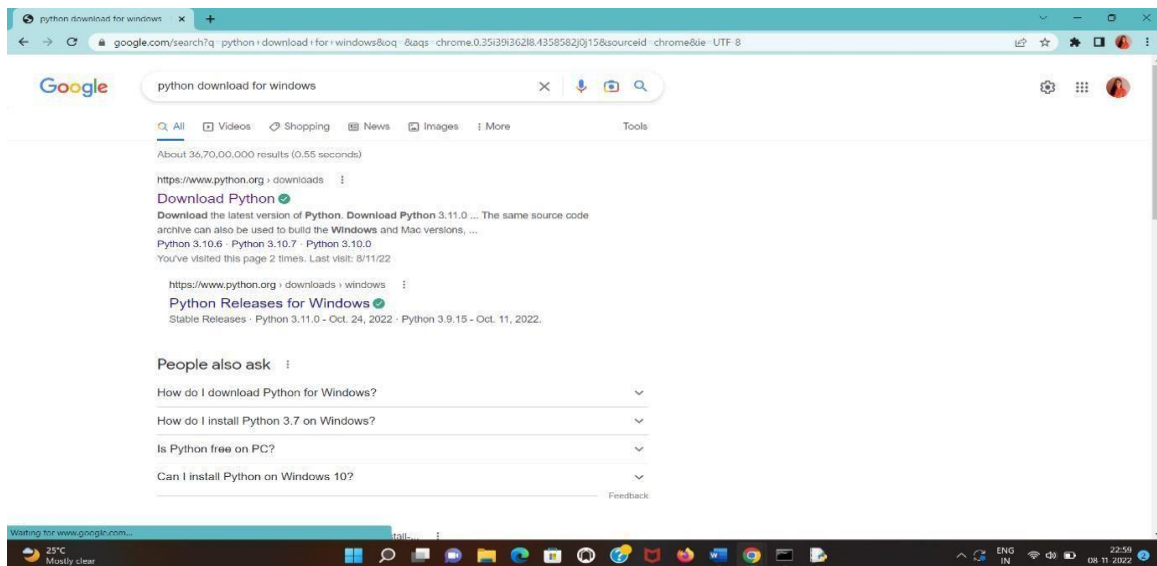 python download for windows
google.com/search?q=python+download+for+windows&oq=&aqs=chrome.0.35i39i362l8.4358582j0j15&sourceid=chrome&ie=UTF-8
Google
python download for windows
All Videos Shopping News Images More Tools
About 36,70,00,000 results (0.55 seconds)
https://www.python.org › downloads
Download Python
Download the latest version of Python. Download Python 3.11.0 ... The same source code
archive can also be used to build the Windows and Mac versions, ...
Python 3.10.6 · Python 3.10.7 · Python 3.10.0
You've visited this page 2 times. Last visit: 8/11/22
https://www.python.org › downloads › windows
Python Releases for Windows
Stable Releases · Python 3.11.0 - Oct. 24, 2022 · Python 3.9.15 - Oct. 11, 2022.
People also ask
How do I download Python for Windows?
How do I install Python 3.7 on Windows?
Is Python free on PC?
Can I install Python on Windows 10?
Feedback
Waiting for www.google.com...
25°C
Mostly clear
ENG
IN
22:59
08-11-2022
2